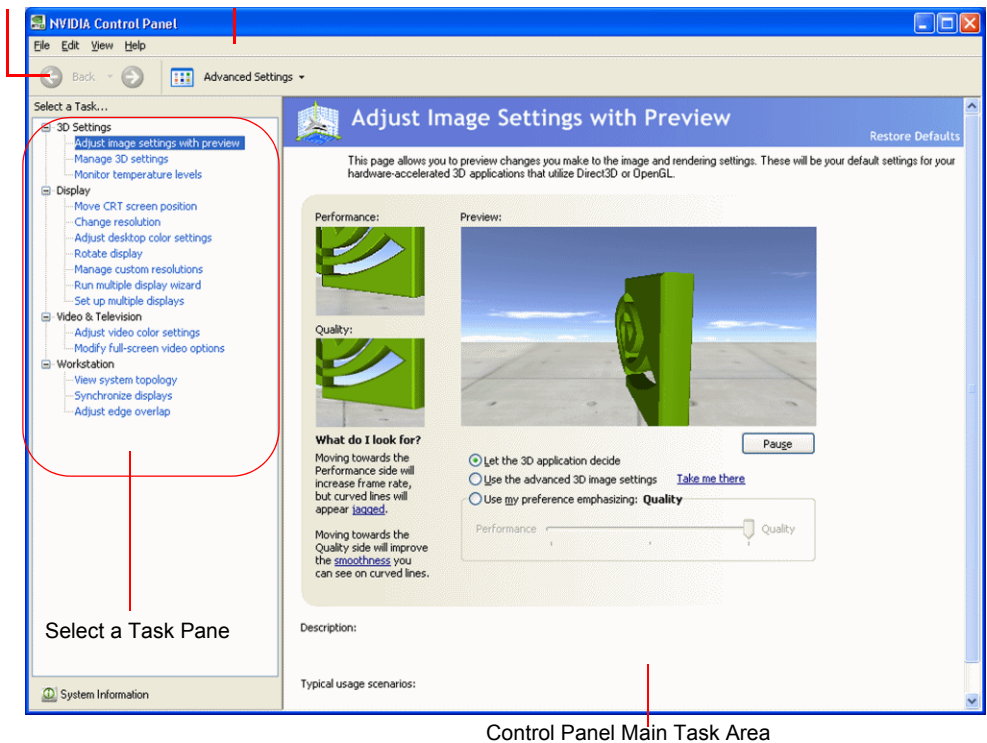 NVIDIA Control Panel
File Edit View Help
Back
Advanced Settings
Select a Task...
3D Settings
Adjust image settings with preview
Manage 3D settings
Monitor temperature levels
Display
Move CRT screen position
Change resolution
Adjust desktop color settings
Rotate display
Manage custom resolutions
Run multiple display wizard
Set up multiple displays
Video & Television
Adjust video color settings
Modify full-screen video options
Workstation
View system topology
Synchronize displays
Adjust edge overlap
Select a Task Pane
System Information
Adjust Image Settings with Preview
Restore Defaults
This page allows you to preview changes you make to the image and rendering settings. These will be your default settings for your
hardware-accelerated 3D applications that utilize Direct3D or OpenGL.
Performance:
Quality:
What do I look for?
Moving towards the
Performance side will
increase frame rate,
but curved lines will
appear jagged.
Moving towards the
Quality side will improve
the smoothness you
can see on curved lines.
Preview:
Pause
Let the 3D application decide
Use the advanced 3D image settings Take me there
Use my preference emphasizing: Quality
Performance Quality
Description:
Typical usage scenarios:
Control Panel Main Task Area